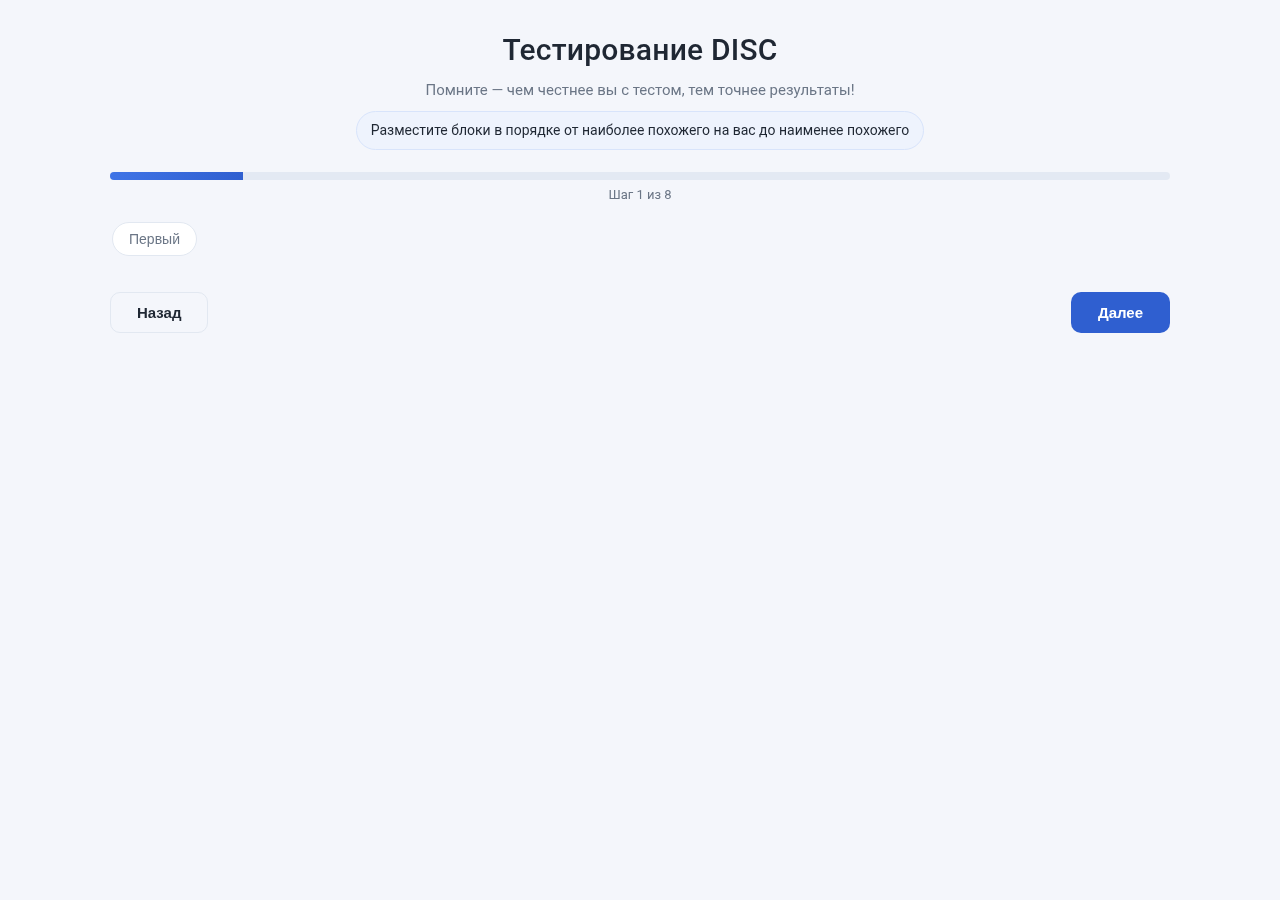 Тестирование DISC
Помните — чем честнее вы с тестом, тем точнее результаты!
Разместите блоки в порядке от наиболее похожего на вас до наименее похожего
Шаг 1 из 8
Первый
Назад
Далее